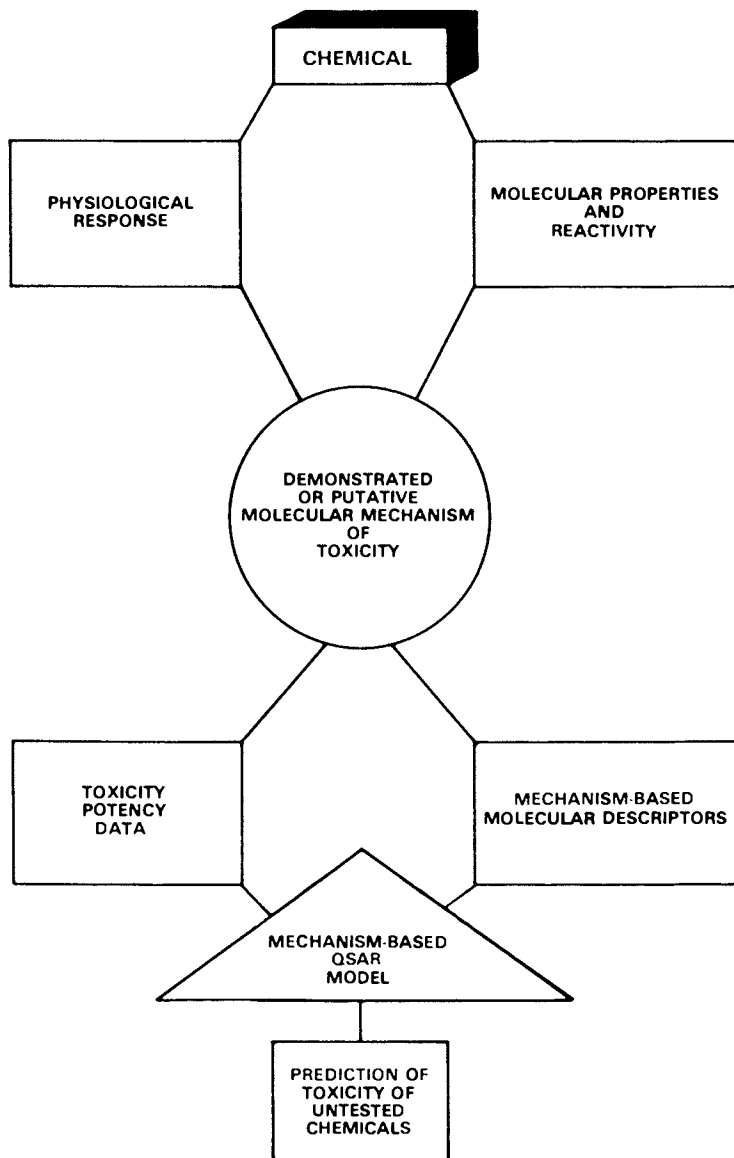 CHEMICAL
PHYSIOLOGICAL
RESPONSE
MOLECULAR PROPERTIES
AND
REACTIVITY
DEMONSTRATED
OR PUTATIVE
MOLECULAR MECHANISM
OF
TOXICITY
TOXICITY
POTENCY
DATA
MECHANISM-BASED
MOLECULAR DESCRIPTORS
MECHANISM-BASED
QSAR
MODEL
PREDICTION OF
TOXICITY OF
UNTESTED
CHEMICALS